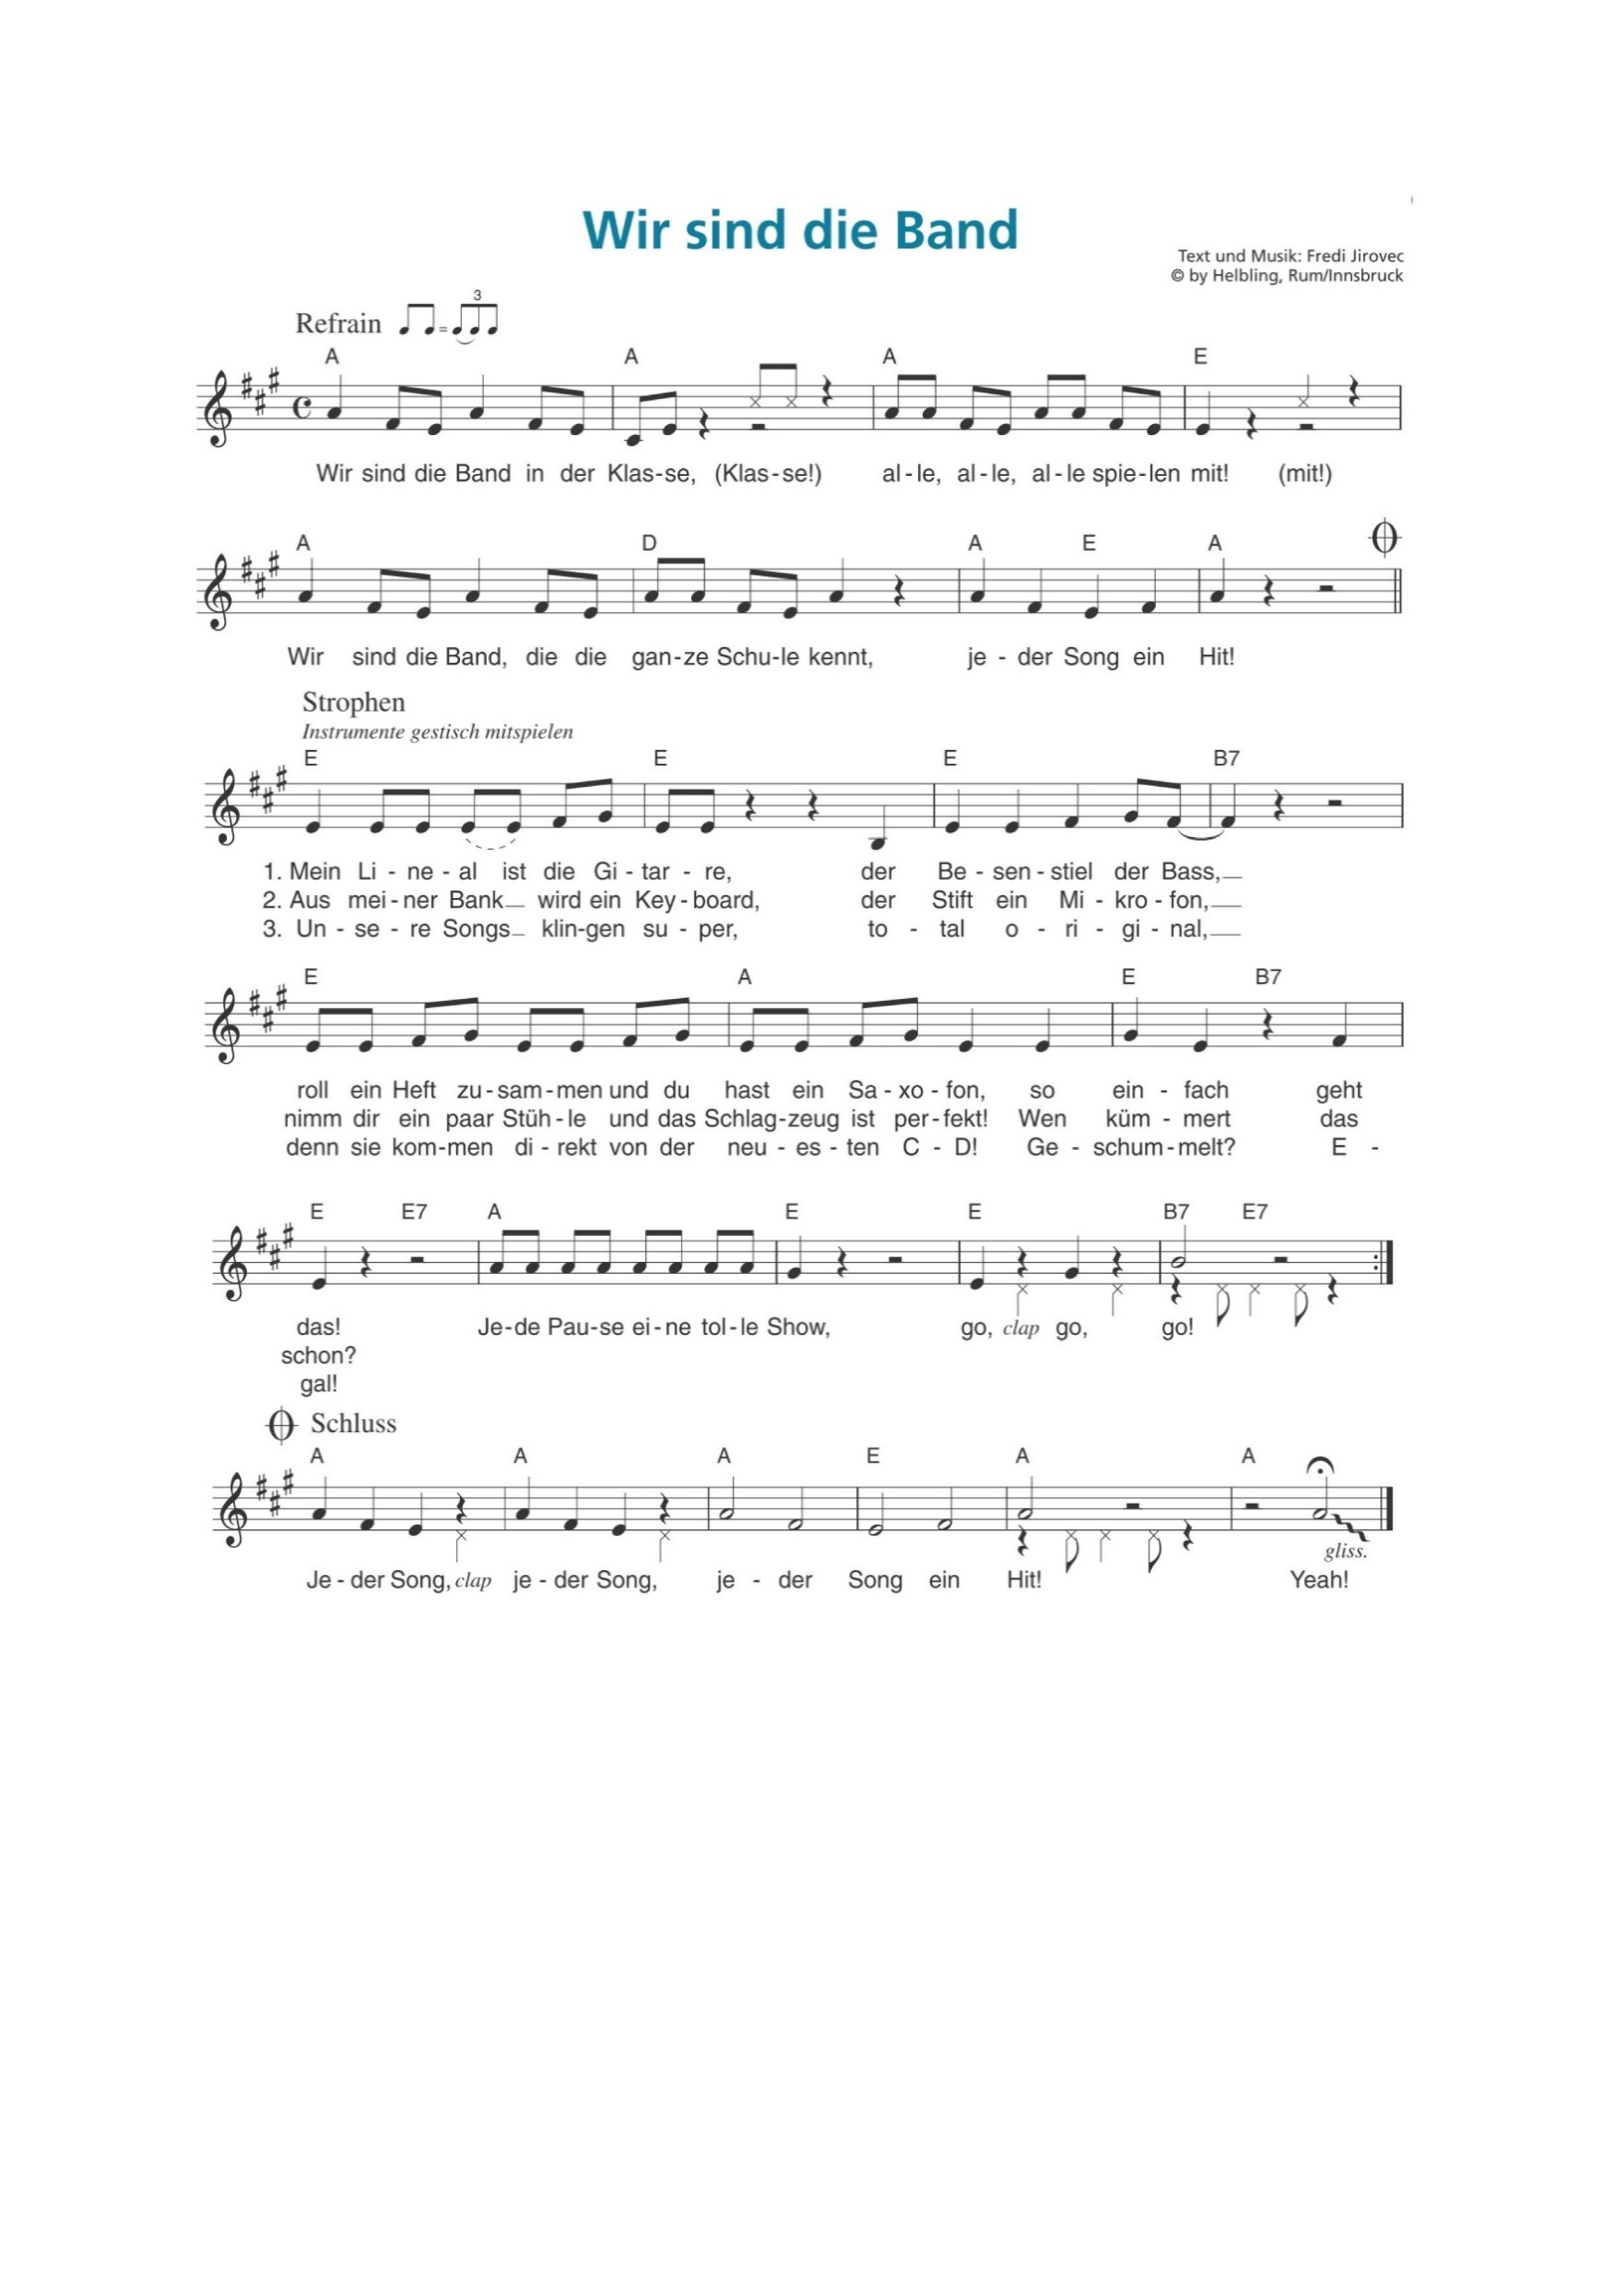 Wir sind die Band
Text und Musik: Fredi Jirovec
© by Helbling, Rum/Innsbruck
Refrain = 3
A A A E
Wir sind die Band in der Klas-se, (Klas-se!) al-le, al-le, al-le spie-len mit! (mit!)
A D A E A
Wir sind die Band, die die gan-ze Schu-le kennt, je-der Song ein Hit!
Strophen
Instrumente gestisch mitspielen
E E E B7
1. Mein Li-ne-al ist die Gi-tar-re, der Be-sen-stiel der Bass,
2. Aus mei-ner Bank wird ein Key-board, der Stift ein Mi-kro-fon,
3. Un-se-re Songs klin-gen su-per, to-tal o-ri-gi-nal,
E A E B7
roll ein Heft zu-sam-men und du hast ein Sa-xo-fon, so ein-fach geht
nimm dir ein paar Stüh-le und das Schlag-zeug ist per-fekt! Wen küm-mert das
denn sie kom-men di-rekt von der neu-es-ten C-D! Ge-schum-melt? E-
E E7 A E E B7 E7
das! Je-de Pau-se ei-ne tol-le Show, go, clap go, go!
schon?
gal!
Schluss
A A A E A A
Je-der Song, clap je-der Song, je-der Song ein Hit! gliss. Yeah!